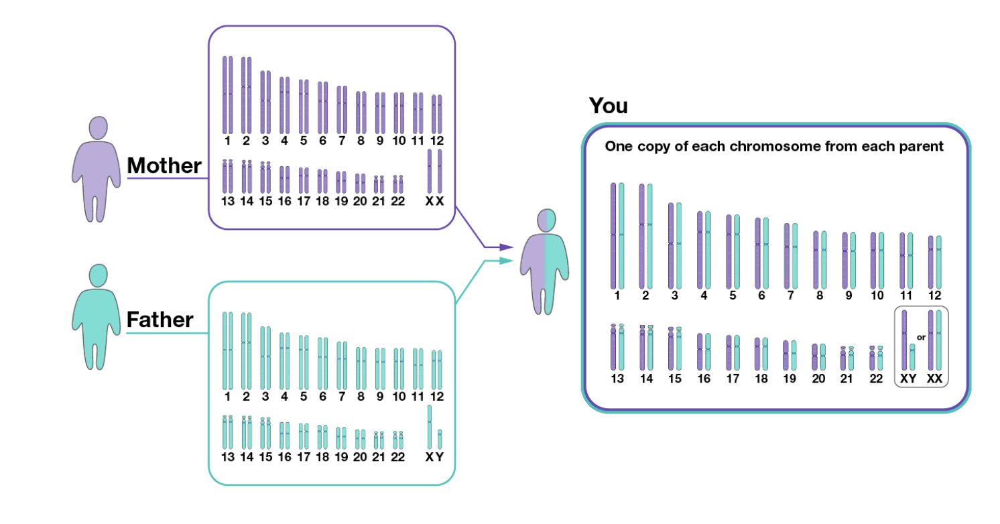 Mother
1 2 3 4 5 6 7 8 9 10 11 12
13 14 15 16 17 18 19 20 21 22 X X
Father
1 2 3 4 5 6 7 8 9 10 11 12
13 14 15 16 17 18 19 20 21 22 X Y
You
One copy of each chromosome from each parent
1 2 3 4 5 6 7 8 9 10 11 12
or
13 14 15 16 17 18 19 20 21 22 XY XX